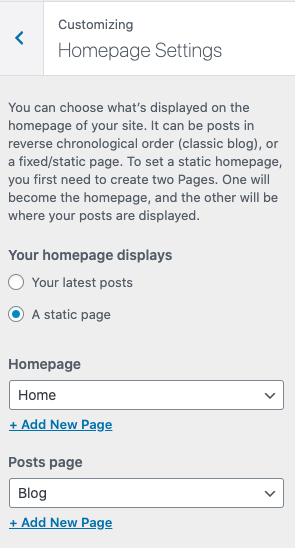 Customizing
Homepage Settings
You can choose what's displayed on the
homepage of your site. It can be posts in
reverse chronological order (classic blog), or
a fixed/static page. To set a static homepage,
you first need to create two Pages. One will
become the homepage, and the other will be
where your posts are displayed.
Your homepage displays
Your latest posts
A static page
Homepage
Home
+ Add New Page
Posts page
Blog
+ Add New Page